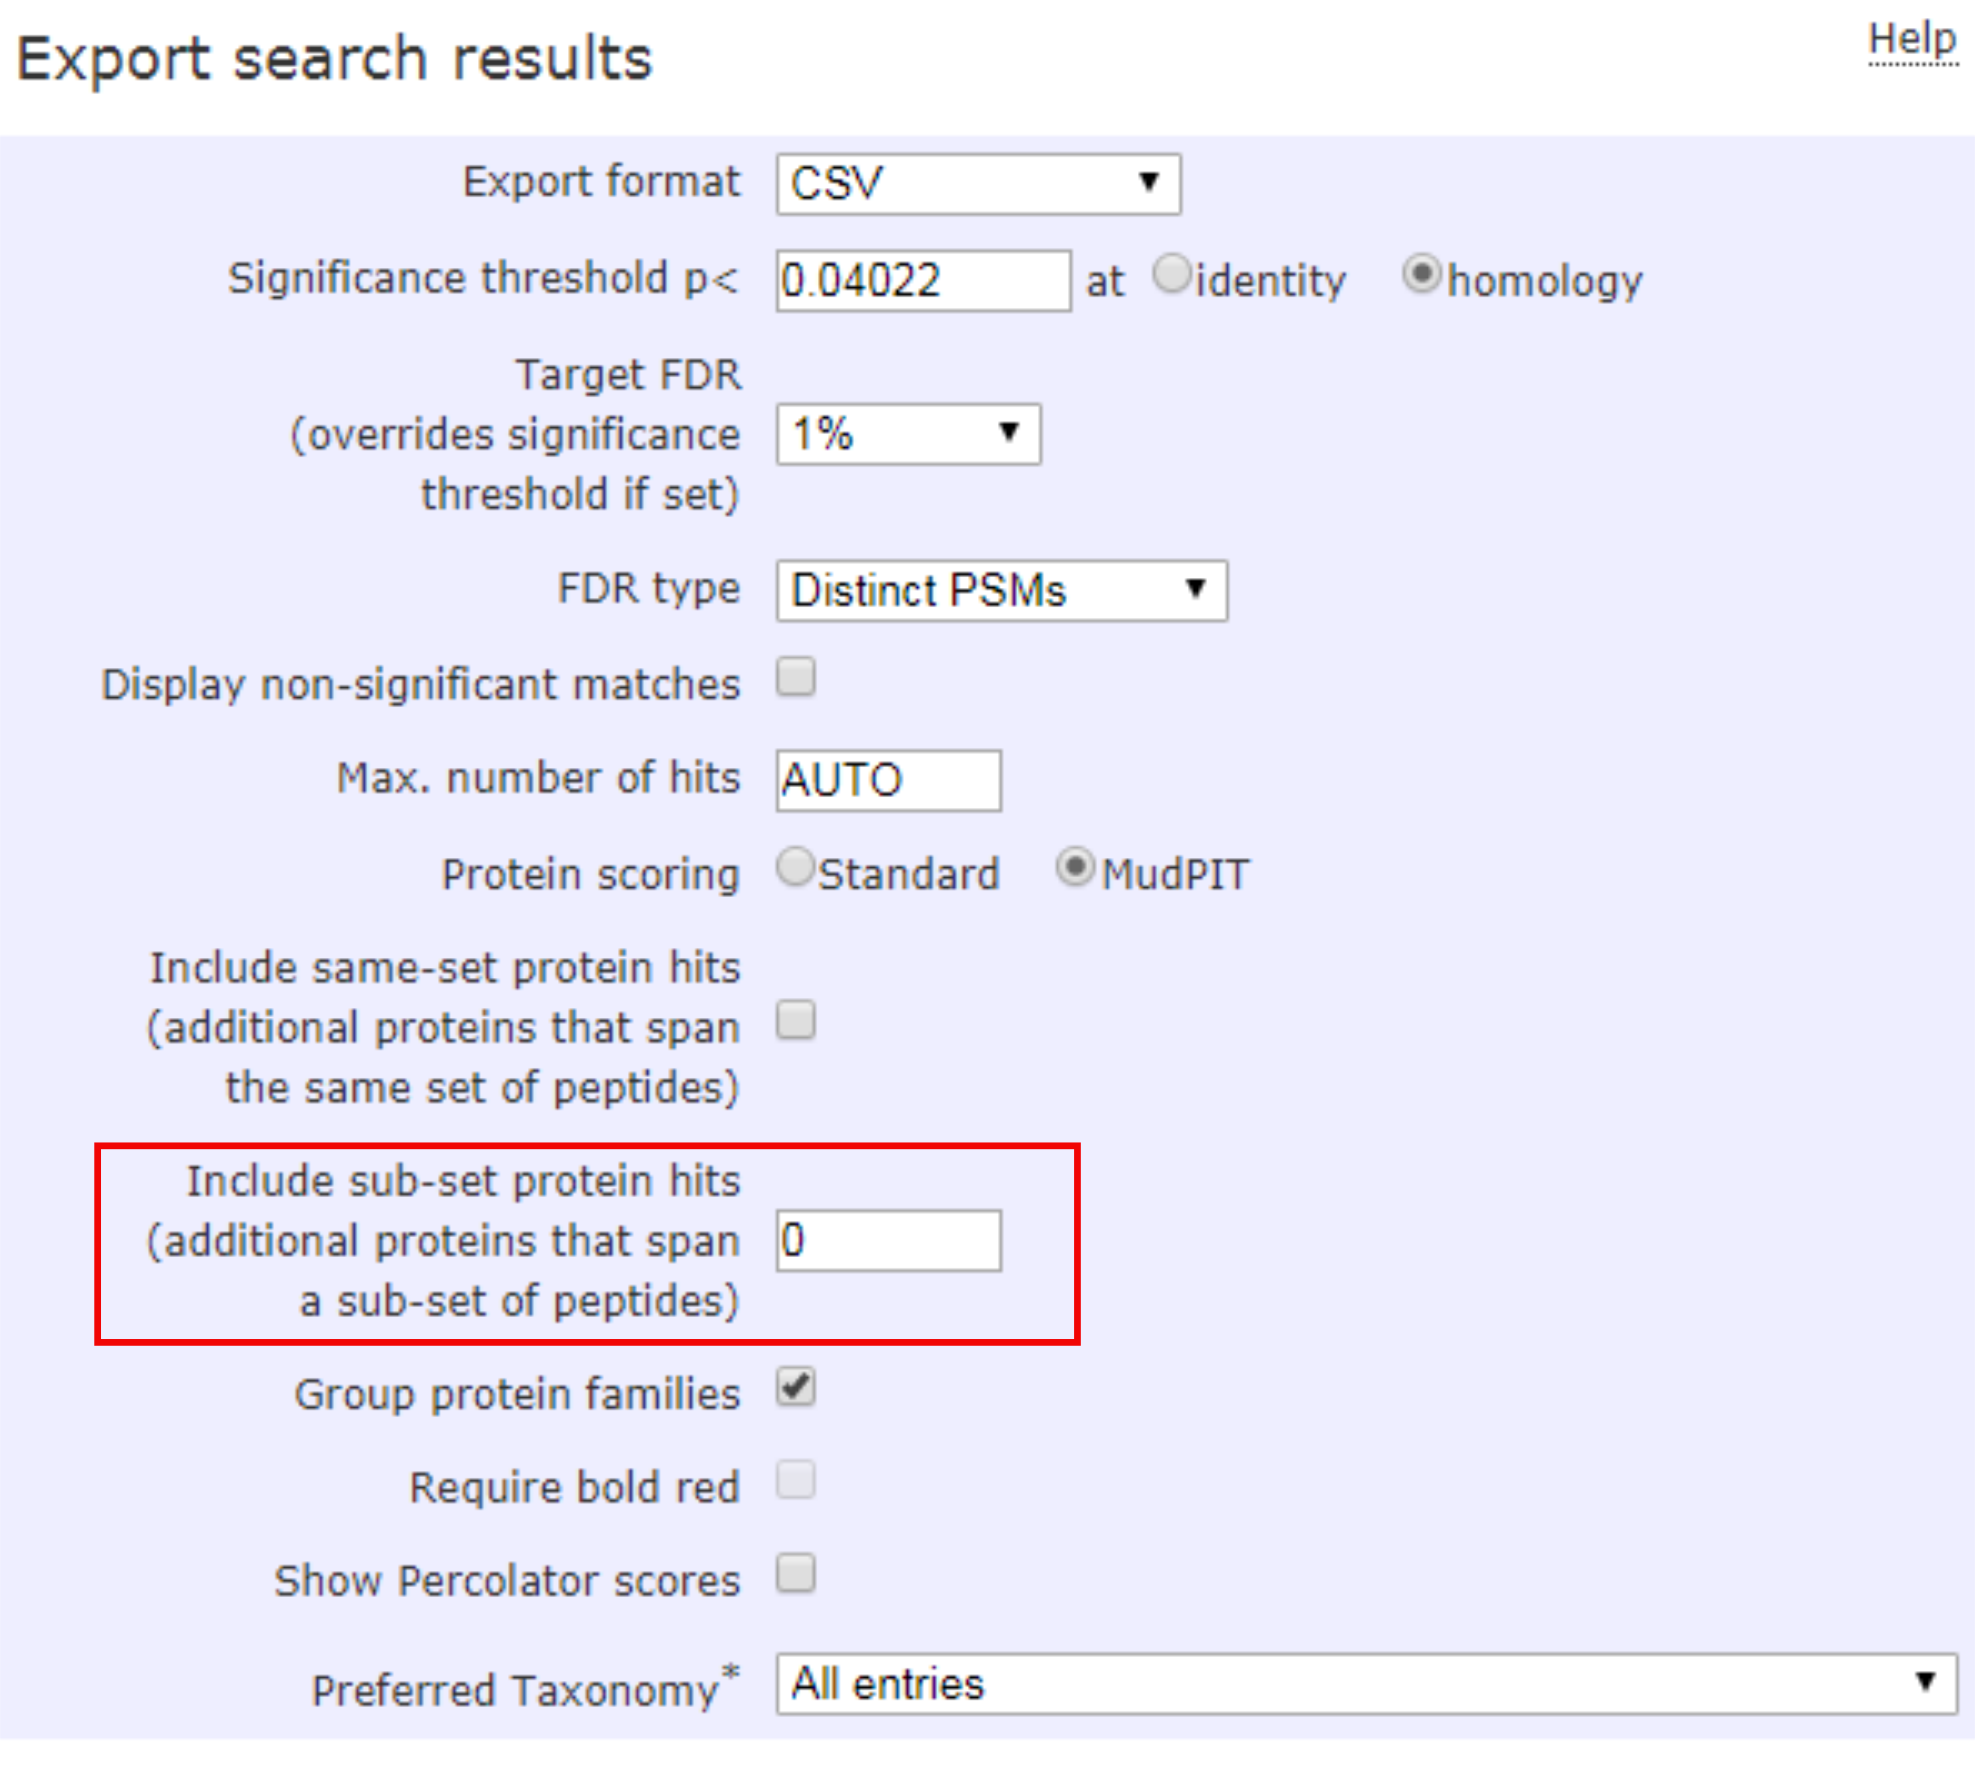 Export search results
Help
Export format CSV
Significance threshold p< 0.04022 at identity homology
Target FDR
(overrides significance 1%
threshold if set)
FDR type Distinct PSMs
Display non-significant matches
Max. number of hits AUTO
Protein scoring Standard MudPIT
Include same-set protein hits
(additional proteins that span
the same set of peptides)
Include sub-set protein hits
(additional proteins that span 0
a sub-set of peptides)
Group protein families
Require bold red
Show Percolator scores
Preferred Taxonomy* All entries